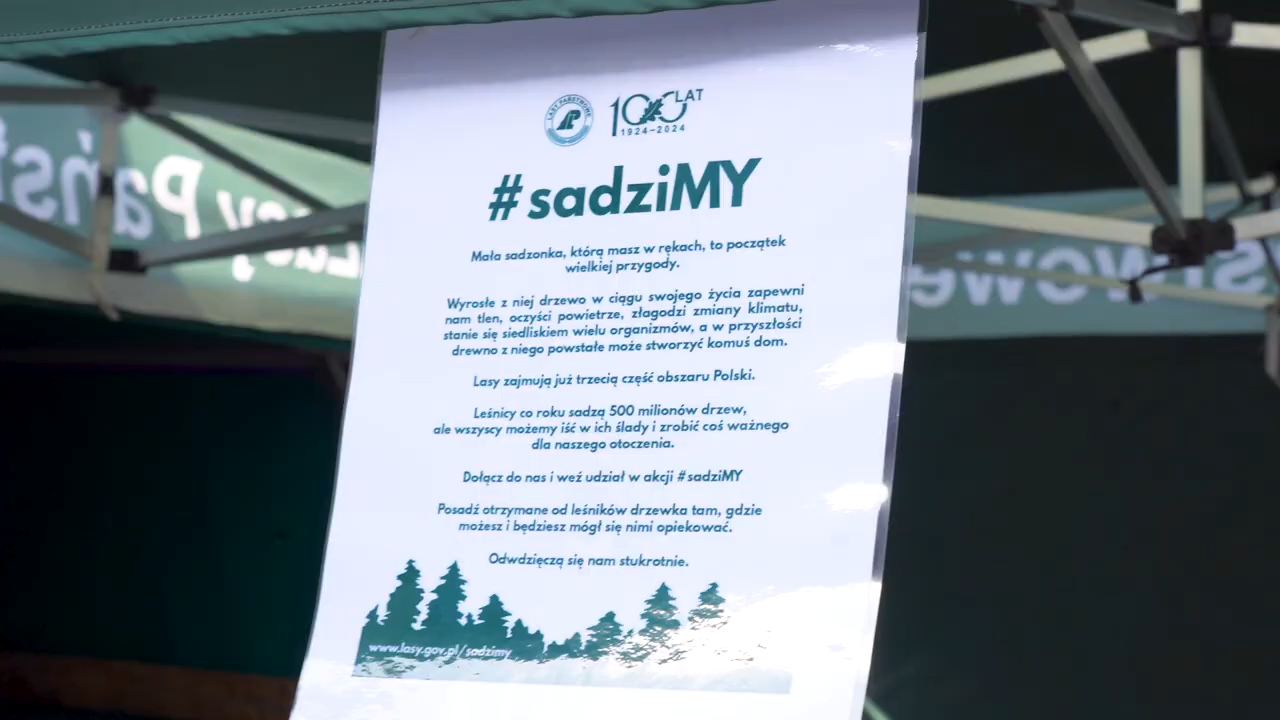 LASY PAŃSTWOWE
100 LAT
1924-2024
#sadziMY
Mała sadzonka, którą masz w rękach, to początek
wielkiej przygody.
Wyrosłe z niej drzewo w ciągu swojego życia zapewni
nam tlen, oczyści powietrze, złagodzi zmiany klimatu,
stanie się siedliskiem wielu organizmów, a w przyszłości
drewno z niego powstałe może stworzyć komuś dom.
Lasy zajmują już trzecią część obszaru Polski.
Leśnicy co roku sadzą 500 milionów drzew,
ale wszyscy możemy iść w ich ślady i zrobić coś ważnego
dla naszego otoczenia.
Dołącz do nas i weź udział w akcji #sadziMY
Posadź otrzymane od leśników drzewka tam, gdzie
możesz i będziesz mógł się nimi opiekować.
Odwdzięczą się nam stukrotnie.
www.lasy.gov.pl/sadzimy
Lasy Państwowe